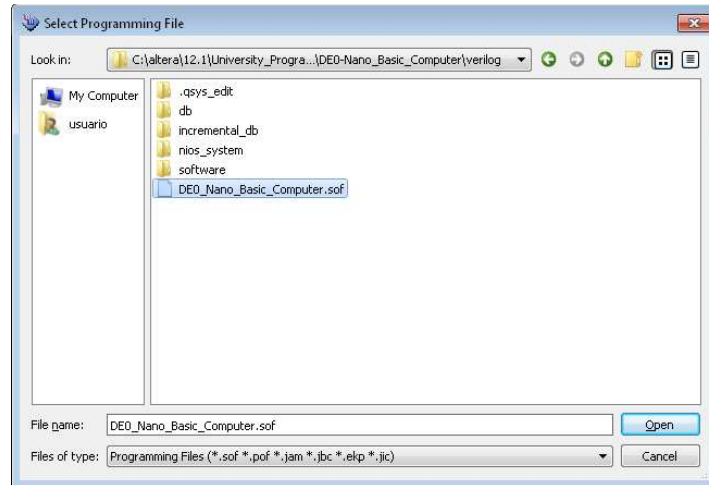 Select Programming File
Look in:
C:\altera\12.1\University_Progra...\DE0-Nano_Basic_Computer\verilog
My Computer
usuario
.qsys_edit
db
incremental_db
nios_system
software
DE0_Nano_Basic_Computer.sof
File name:
DE0_Nano_Basic_Computer.sof
Open
Files of type:
Programming Files (*.sof *.pof *.jam *.jbc *.ekp *.jic)
Cancel